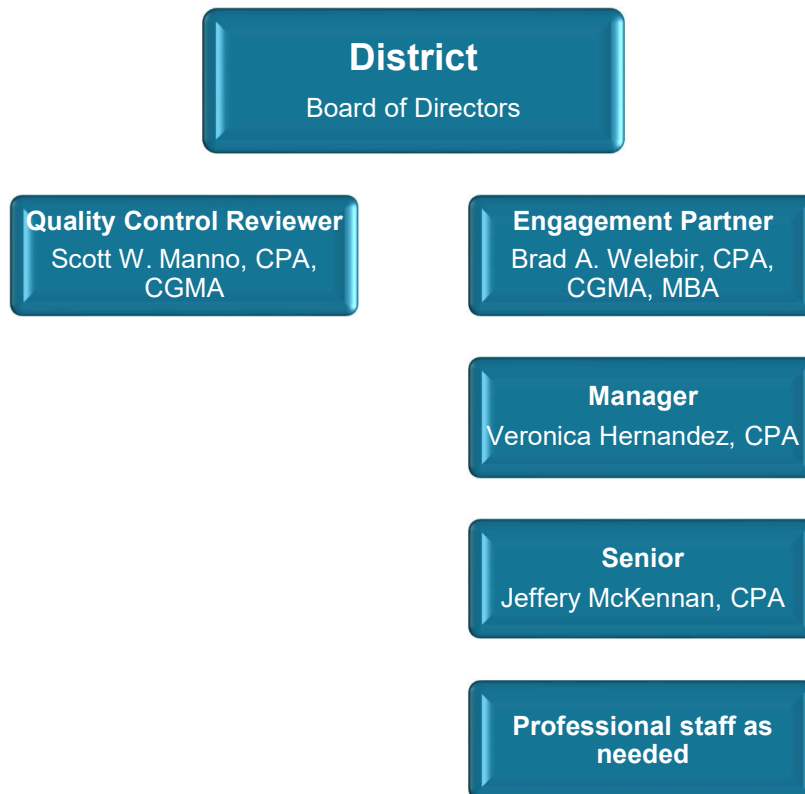 District
Board of Directors
Quality Control Reviewer
Scott W. Manno, CPA,
CGMA
Engagement Partner
Brad A. Welebir, CPA,
CGMA, MBA
Manager
Veronica Hernandez, CPA
Senior
Jeffery McKennan, CPA
Professional staff as
needed